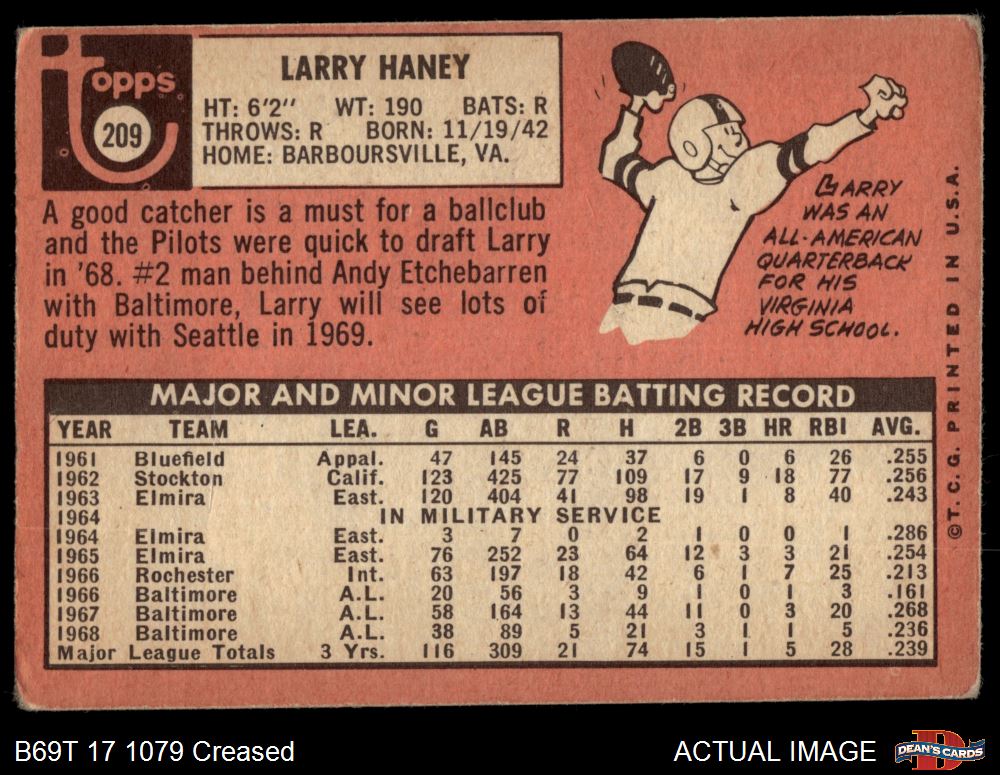 Topps
209
LARRY HANEY
HT: 6'2" WT: 190 BATS: R
THROWS: R BORN: 11/19/42
HOME: BARBOURSVILLE, VA.
A good catcher is a must for a ballclub
and the Pilots were quick to draft Larry
in '68. #2 man behind Andy Etchebarren
with Baltimore, Larry will see lots of
duty with Seattle in 1969.
LARRY
WAS AN
ALL-AMERICAN
QUARTERBACK
FOR HIS
VIRGINIA
HIGH SCHOOL.
©T.C.G. PRINTED IN U.S.A.
MAJOR AND MINOR LEAGUE BATTING RECORD
YEAR TEAM LEA. G AB R H 2B 3B HR RBI AVG.
1961 Bluefield Appal. 47 145 24 37 6 0 6 26 .255
1962 Stockton Calif. 123 425 77 109 17 9 18 77 .256
1963 Elmira East. 120 404 41 98 19 1 8 40 .243
1964 IN MILITARY SERVICE
1964 Elmira East. 3 7 0 2 1 0 0 1 .286
1965 Elmira East. 76 252 23 64 12 3 3 21 .254
1966 Rochester Int. 63 197 18 42 6 1 7 25 .213
1966 Baltimore A.L. 20 56 3 9 1 0 1 3 .161
1967 Baltimore A.L. 58 164 13 44 11 0 3 20 .268
1968 Baltimore A.L. 38 89 5 21 3 1 1 5 .236
Major League Totals 3 Yrs. 116 309 21 74 15 1 5 28 .239
B69T 17 1079 Creased
ACTUAL IMAGE
D
DEAN'S CARDS